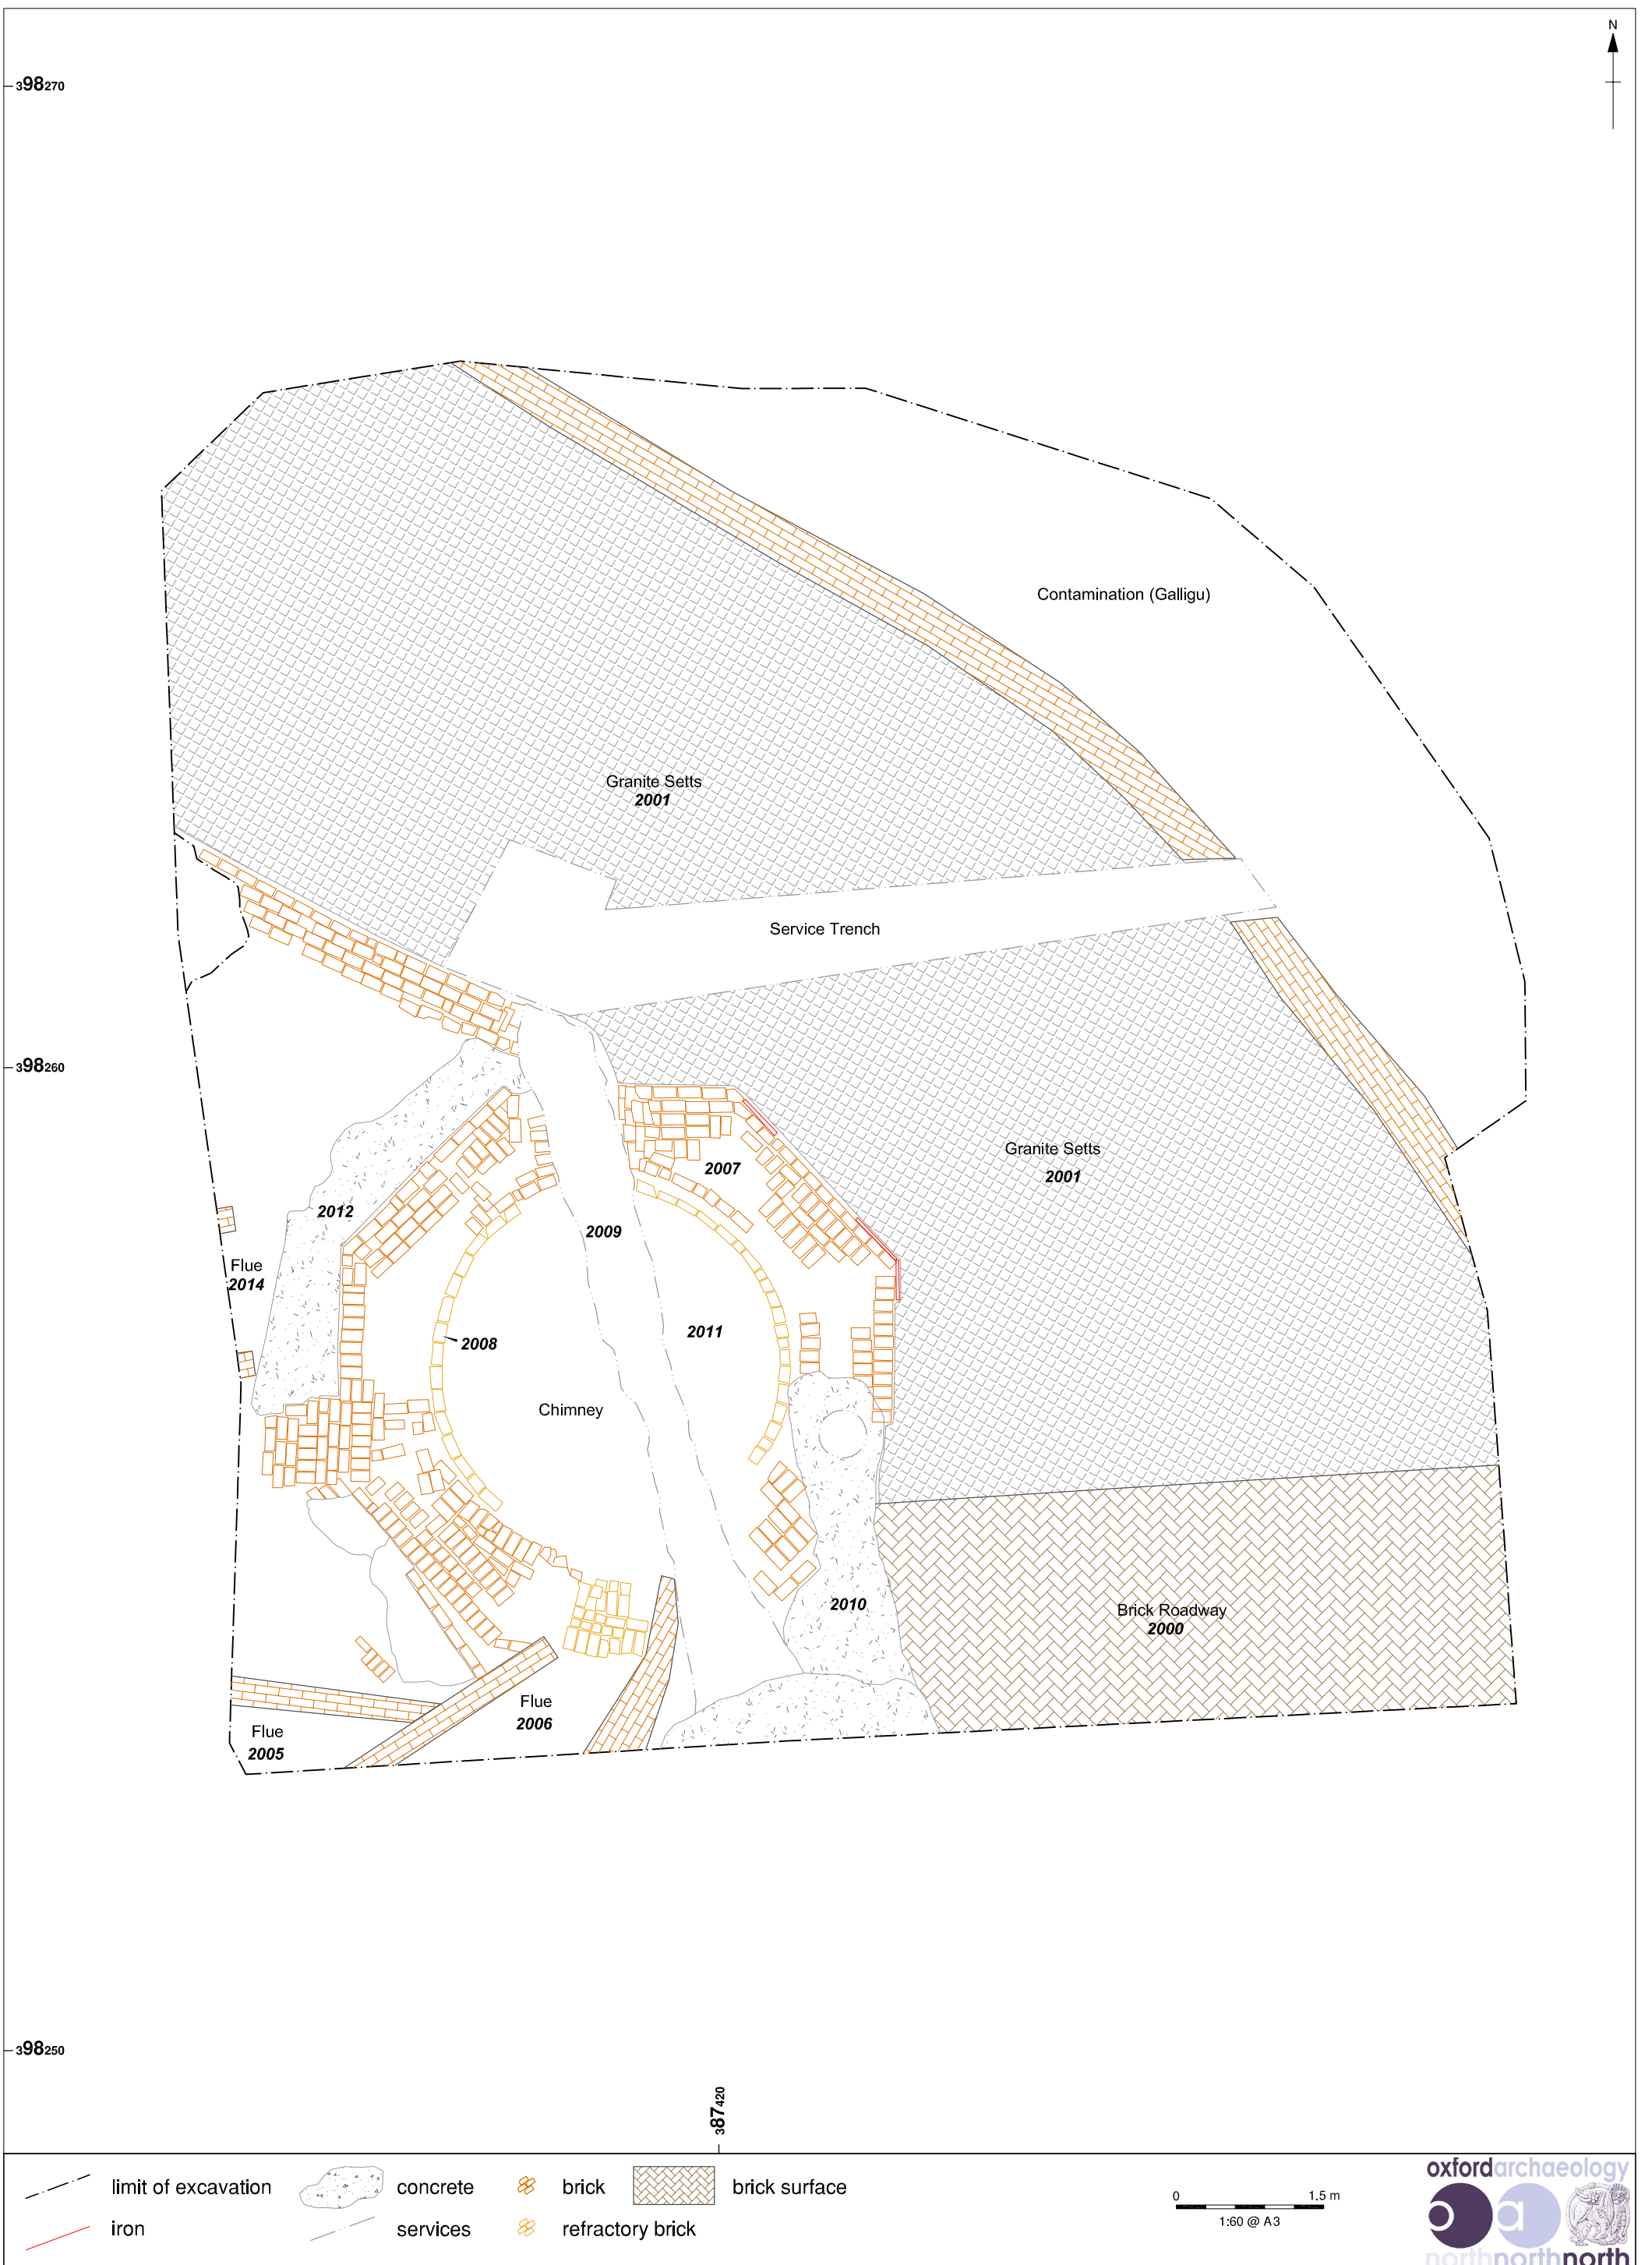 N
398270
Contamination (Galligu)
Granite Setts
2001
Service Trench
398260
Granite Setts
2001
2007
2012
2009
Flue
2014
2011
2008
Chimney
2010
Brick Roadway
2000
Flue
2006
Flue
2005
398250
387420
limit of excavation
concrete
brick
brick surface
iron
services
refractory brick
0 1.5 m
1:60 @ A3
oxfordarchaeology
oa
northnorthnorth